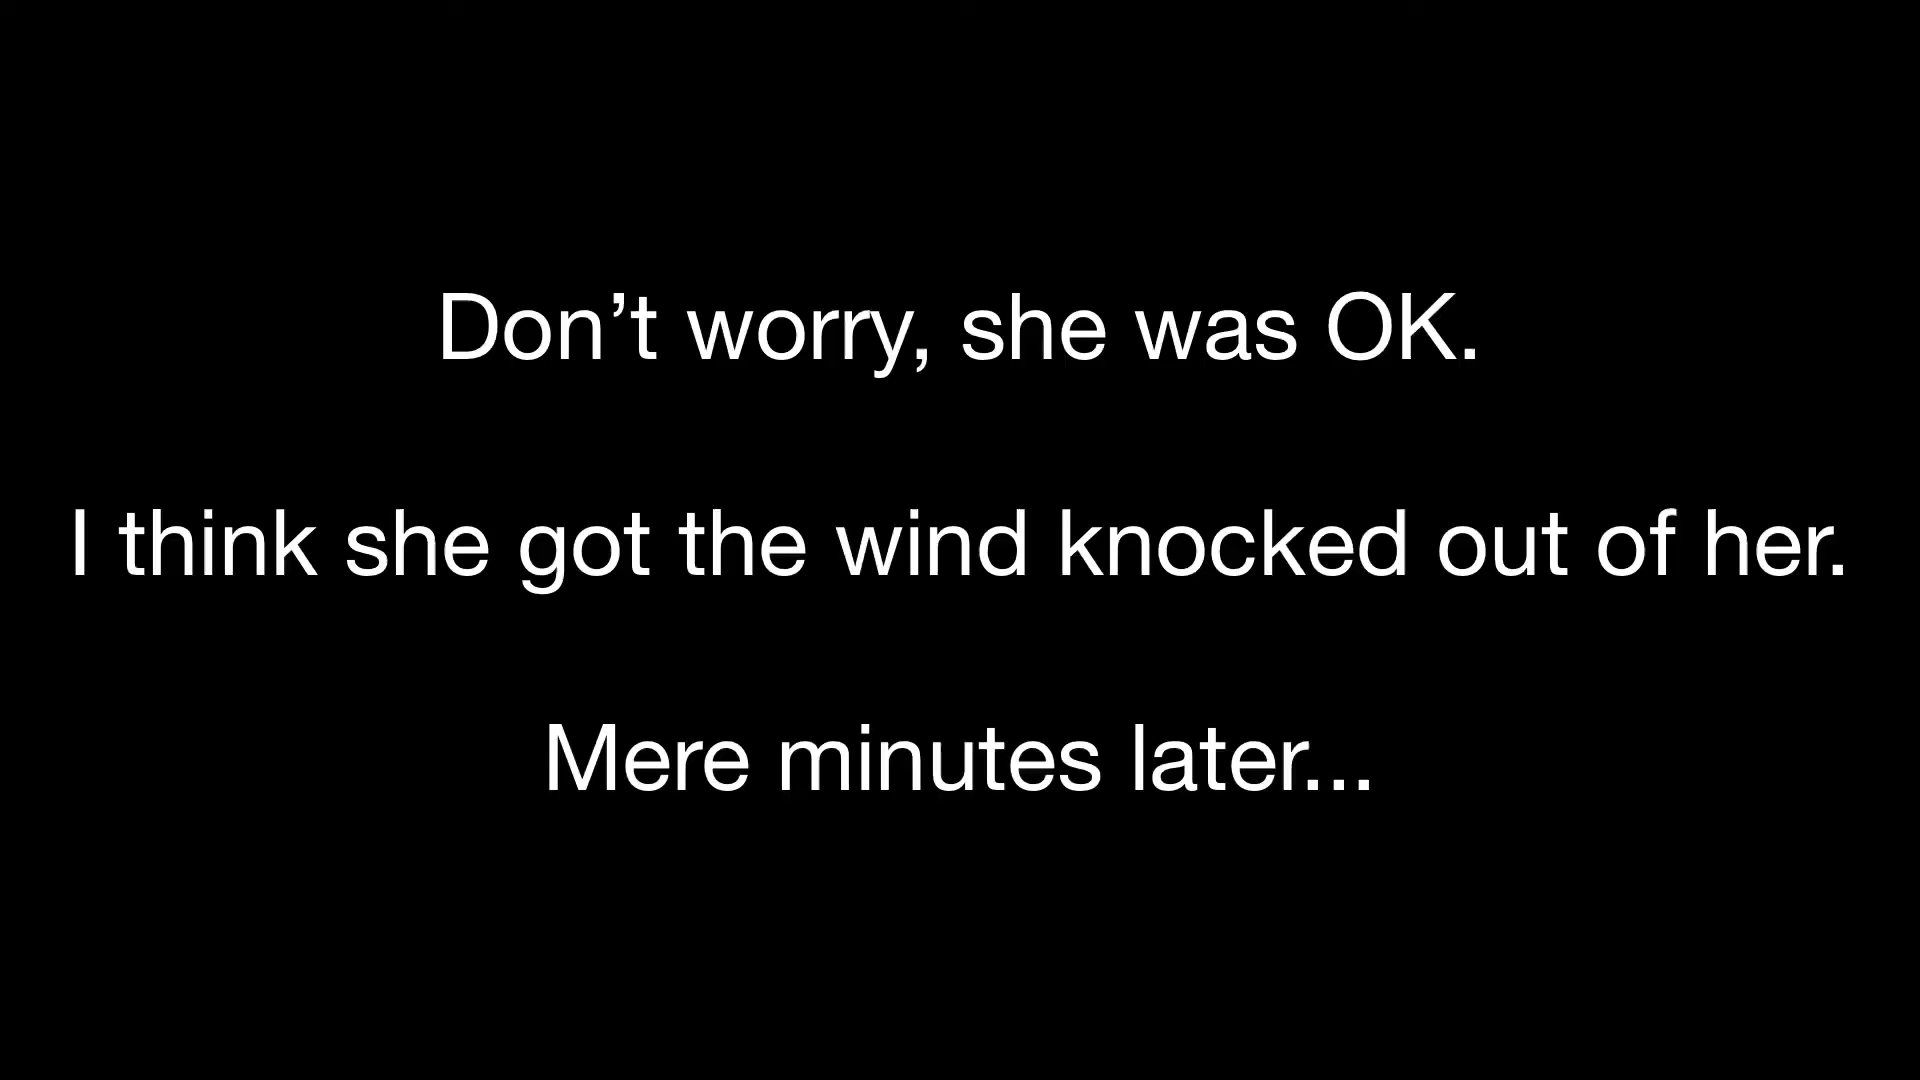 Don’t worry, she was OK.
I think she got the wind knocked out of her.
Mere minutes later...